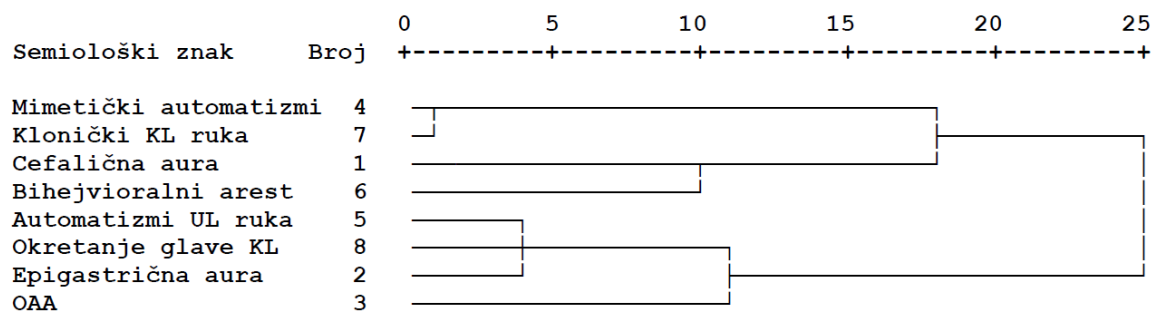 0 5 10 15 20 25
Semiološki znak Broj
Mimetički automatizmi 4
Klonički KL ruka 7
Cefalična aura 1
Bihejvioralni arest 6
Automatizmi UL ruka 5
Okretanje glave KL 8
Epigastrična aura 2
OAA 3